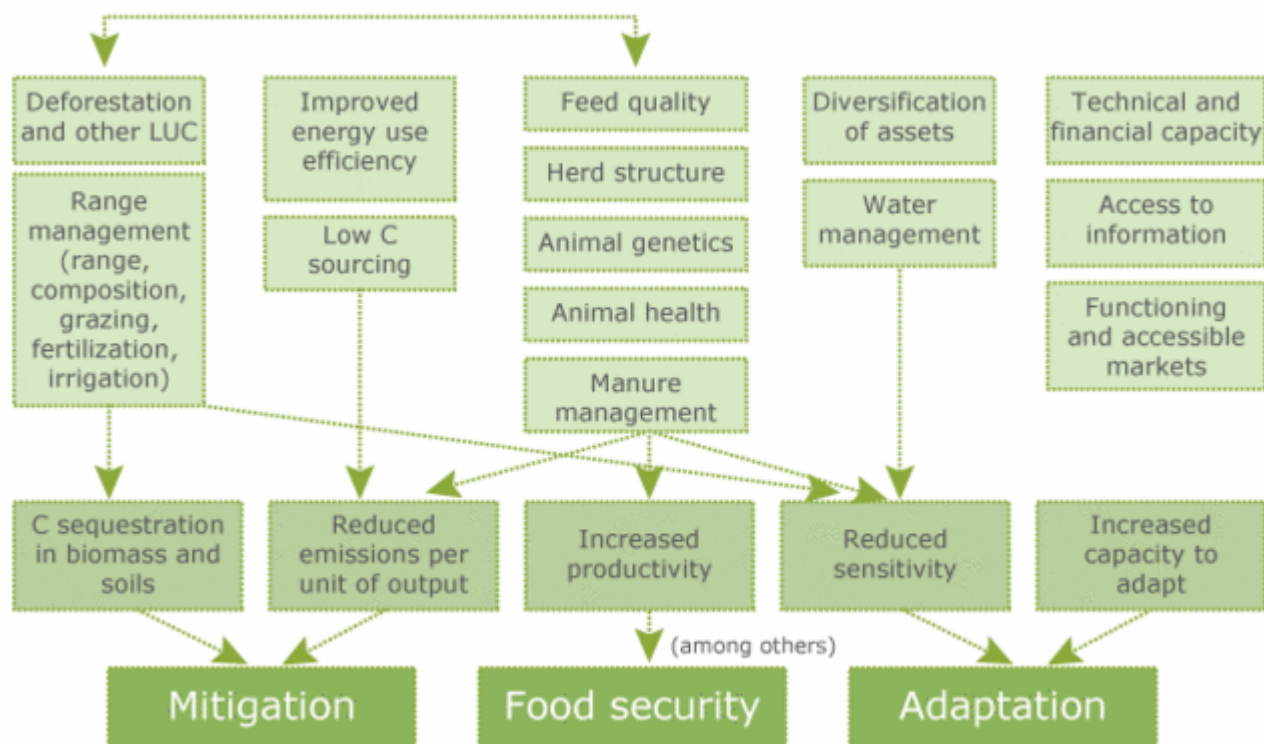 Deforestation
and other LUC
Range
management
(range,
composition,
grazing,
fertilization,
irrigation)
Improved
energy use
efficiency
Low C
sourcing
Feed quality
Herd structure
Animal genetics
Animal health
Manure
management
Diversification
of assets
Water
management
Technical and
financial capacity
Access to
information
Functioning
and accessible
markets
C sequestration
in biomass and
soils
Reduced
emissions per
unit of output
Increased
productivity
Reduced
sensitivity
Increased
capacity to
adapt
(among others)
Mitigation
Food security
Adaptation